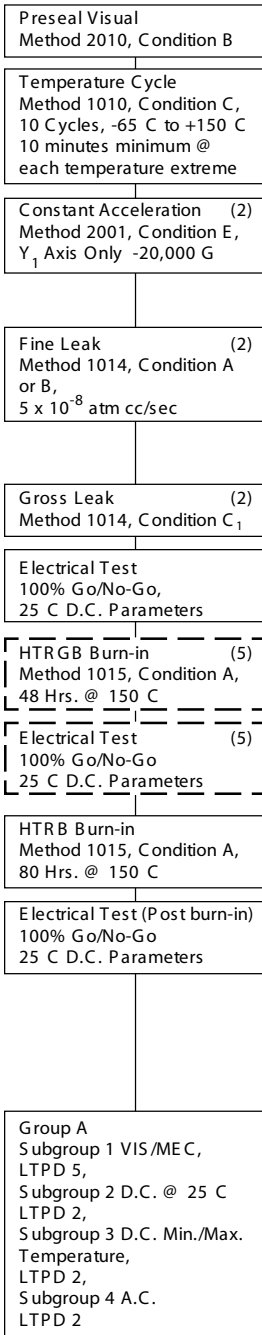 Preseal Visual
Method 2010, Condition B
Temperature Cycle
Method 1010, Condition C,
10 Cycles, -65 C to +150 C
10 minutes minimum @
each temperature extreme
Constant Acceleration (2)
Method 2001, Condition E,
Y1 Axis Only -20,000 G
Fine Leak (2)
Method 1014, Condition A
or B,
5 x 10-8 atm cc/sec
Gross Leak (2)
Method 1014, Condition C1
Electrical Test
100% Go/No-Go,
25 C D.C. Parameters
HTRGB Burn-in (5)
Method 1015, Condition A,
48 Hrs. @ 150 C
Electrical Test (5)
100% Go/No-Go
25 C D.C. Parameters
HTRB Burn-in
Method 1015, Condition A,
80 Hrs. @ 150 C
Electrical Test (Post burn-in)
100% Go/No-Go
25 C D.C. Parameters
Group A
Subgroup 1 VIS/MEC,
LTPD 5,
Subgroup 2 D.C. @ 25 C
LTPD 2,
Subgroup 3 D.C. Min./Max.
Temperature,
LTPD 2,
Subgroup 4 A.C.
LTPD 2